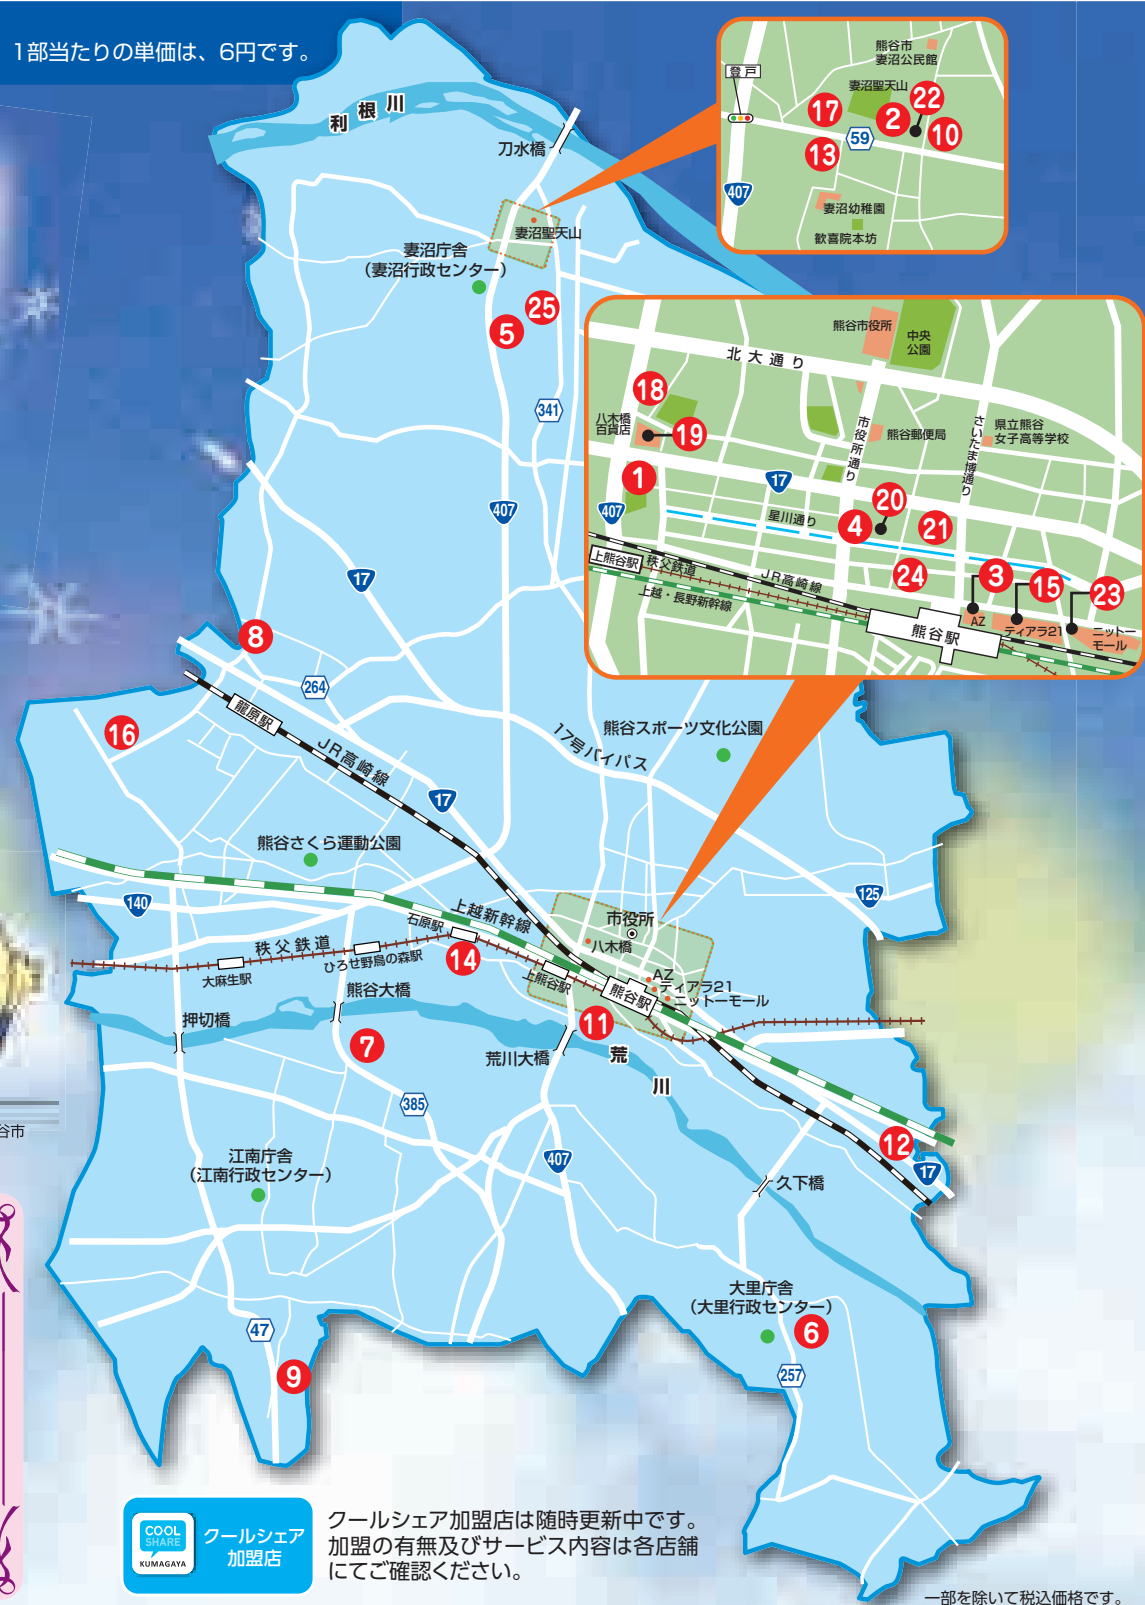 1部当たりの単価は、6円です。
利根川
刀水橋
妻沼聖天山
妻沼庁舎
（妻沼行政センター）
25
5
341
407
17
熊谷市
妻沼公民館
登戸
妻沼聖天山
22
17
2
10
59
13
407
妻沼幼稚園
歓喜院本坊
熊谷市役所
中央
公園
北大通り
18
八木橋
百貨店
19
市役所通り
熊谷郵便局
さいたま博通り
県立熊谷
女子高等学校
1
17
407
20
星川通り
4
21
上熊谷駅
秩父鉄道
JR高崎線
24
3
15
23
上越・長野新幹線
熊谷駅
AZ
ティアラ21
ニットー
モール
8
264
16
籠原駅
JR高崎線
17号バイパス
熊谷スポーツ文化公園
17
熊谷さくら運動公園
140
125
上越新幹線
石原駅
市役所
八木橋
秩父鉄道
ひろせ野鳥の森駅
大麻生駅
14
上熊谷駅
AZ
ティアラ21
ニットーモール
熊谷駅
熊谷大橋
押切橋
11
7
荒川大橋
荒川
385
谷市
12
17
江南庁舎
（江南行政センター）
407
久下橋
大里庁舎
（大里行政センター）
6
47
9
257
COOL
SHARE
KUMAGAYA
クールシェア
加盟店
クールシェア加盟店は随時更新中です。
加盟の有無及びサービス内容は各店舗
にてご確認ください。
一部を除いて税込価格です。